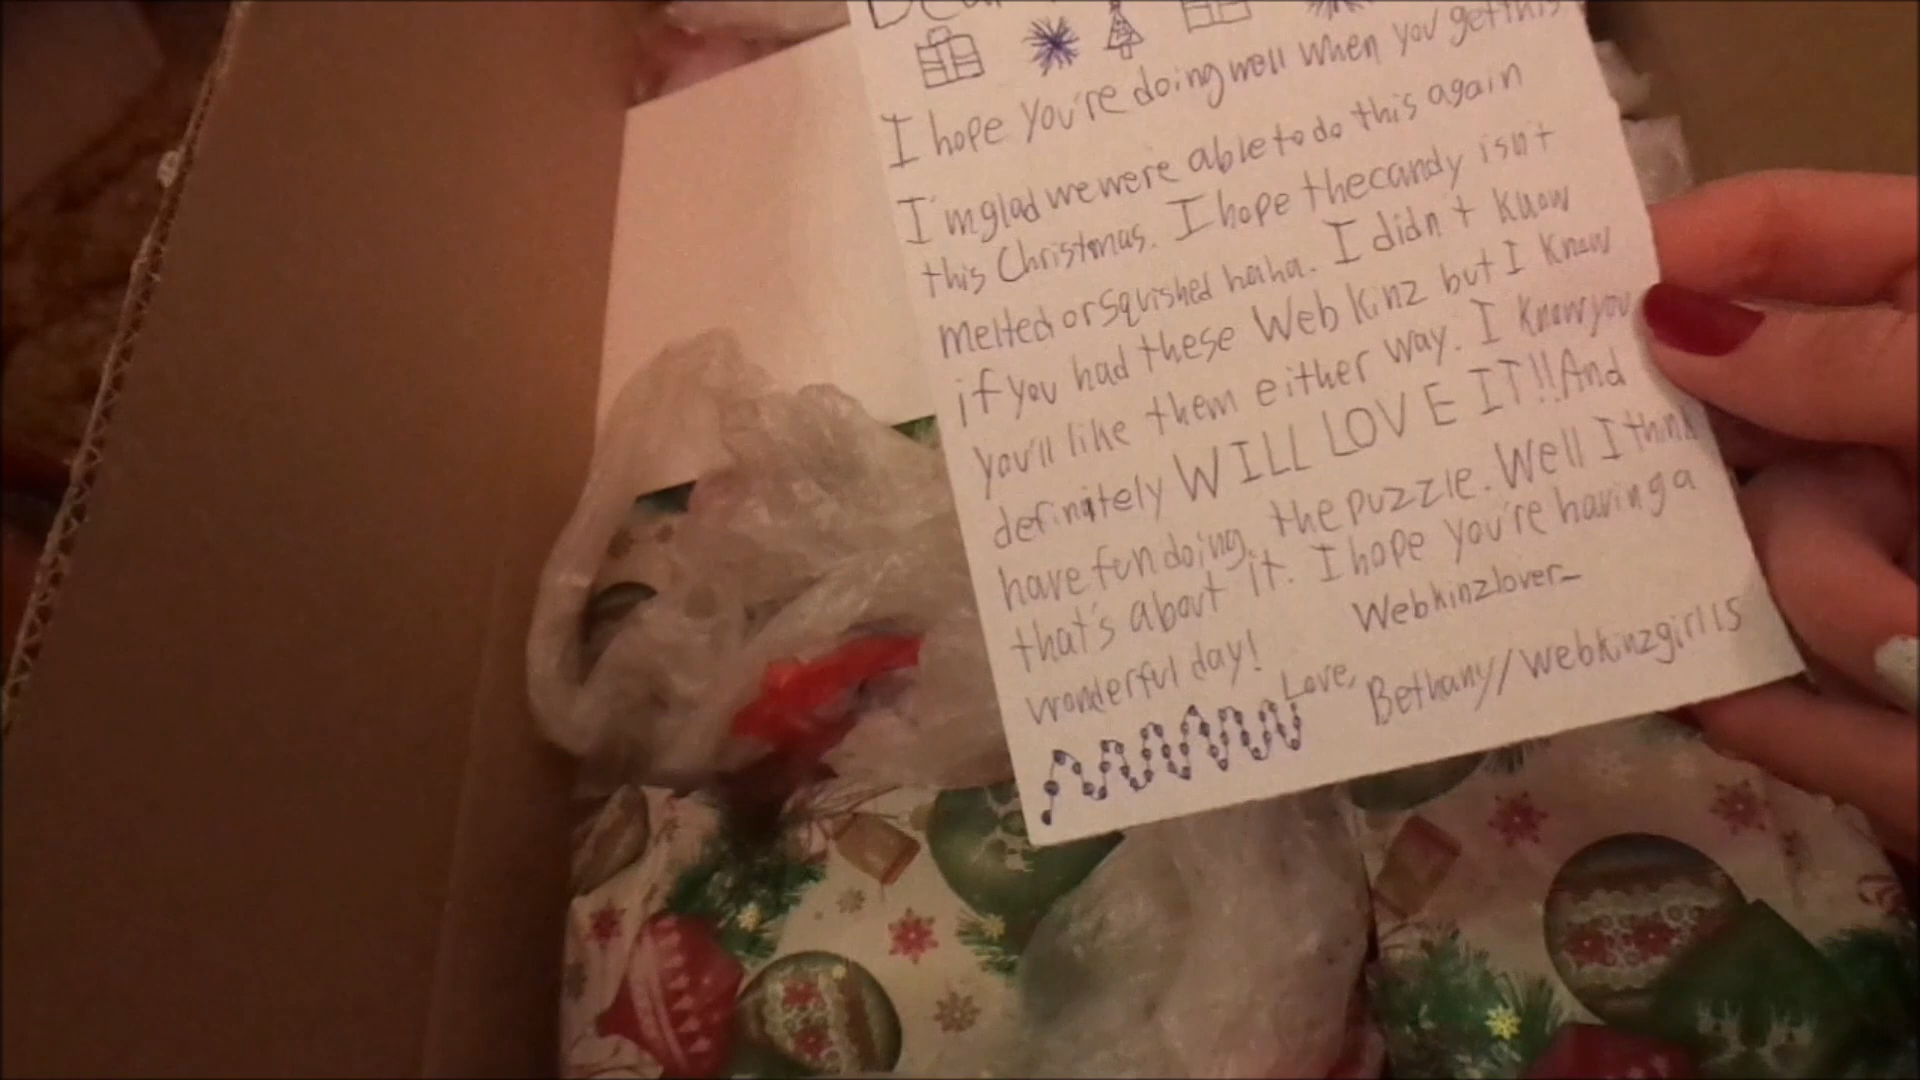 I hope you're doing well when you get this
I'm glad we were able to do this again
this Christmas. I hope the candy isn't
melted or squished haha. I didn't know
if you had these Webkinz but I know
you'll like them either way. I know you
definitely WILL LOVE IT!! And
have fun doing the puzzle. Well I think
that's about it. I hope you're having a
wonderful day!
Love,
Webkinzlover-
Bethany/Webkinzgirl15